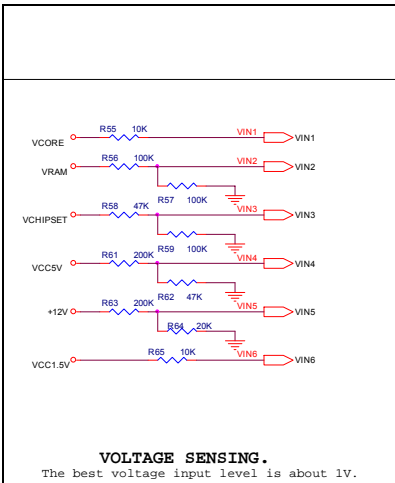 R55 10K
VCORE VIN1 VIN1
R56 100K
VRAM VIN2 VIN2
R57 100K
R58 47K
VCHIPSET VIN3 VIN3
R59 100K
R61 200K
VCC5V VIN4 VIN4
R62 47K
R63 200K
+12V VIN5 VIN5
R64 20K
R65 10K
VCC1.5V VIN6 VIN6
VOLTAGE SENSING.
The best voltage input level is about 1V.